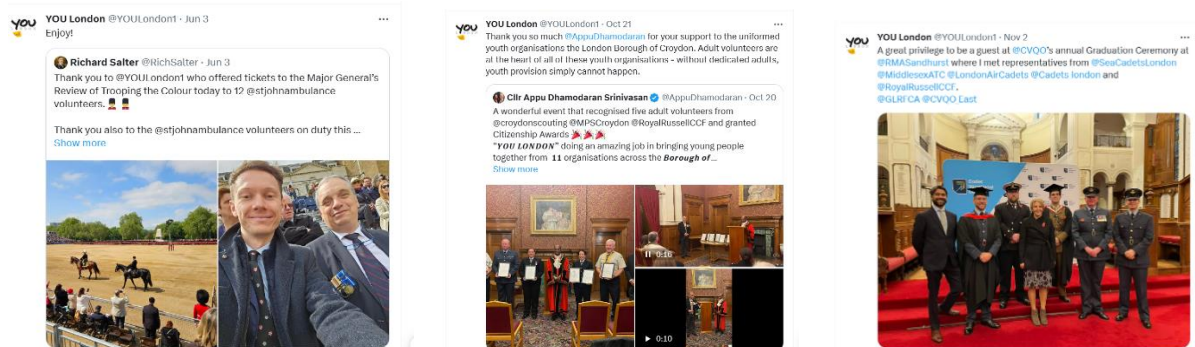 YOU London @YOULondon1 · Jun 3
Enjoy!
Richard Salter @RichSalter · Jun 3
Thank you to @YOULondon1 who offered tickets to the Major General's
Review of Trooping the Colour today to 12 @stjohnambulance
volunteers. 💂 💂
Thank you also to the @stjohnambulance volunteers on duty this ...
Show more
YOU London @YOULondon1 · Oct 21
Thank you so much @AppuDhamodaran for your support to the uniformed
youth organisations the London Borough of Croydon. Adult volunteers are
at the heart of all of these youth organisations - without dedicated adults,
youth provision simply cannot happen.
Cllr Appu Dhamodaran Srinivasan @AppuDhamodaran · Oct 20
A wonderful event that recognised five adult volunteers from
@croydonscouting @MPSCroydon @RoyalRussellCCF and granted
Citizenship Awards 🎉🎉🎉
"YOU LONDON" doing an amazing job in bringing young people
together from 11 organisations across the Borough of...
Show more
0:16
0:10
YOU London @YOULondon1 · Nov 2
A great privilege to be a guest at @CVQO's annual Graduation Ceremony at
@RMASandhurst where I met representatives from @SeaCadetsLondon
@MiddlesexATC @LondonAirCadets @Cadets london and
@RoyalRussellCCF.
@GLRFCA @CVQO East